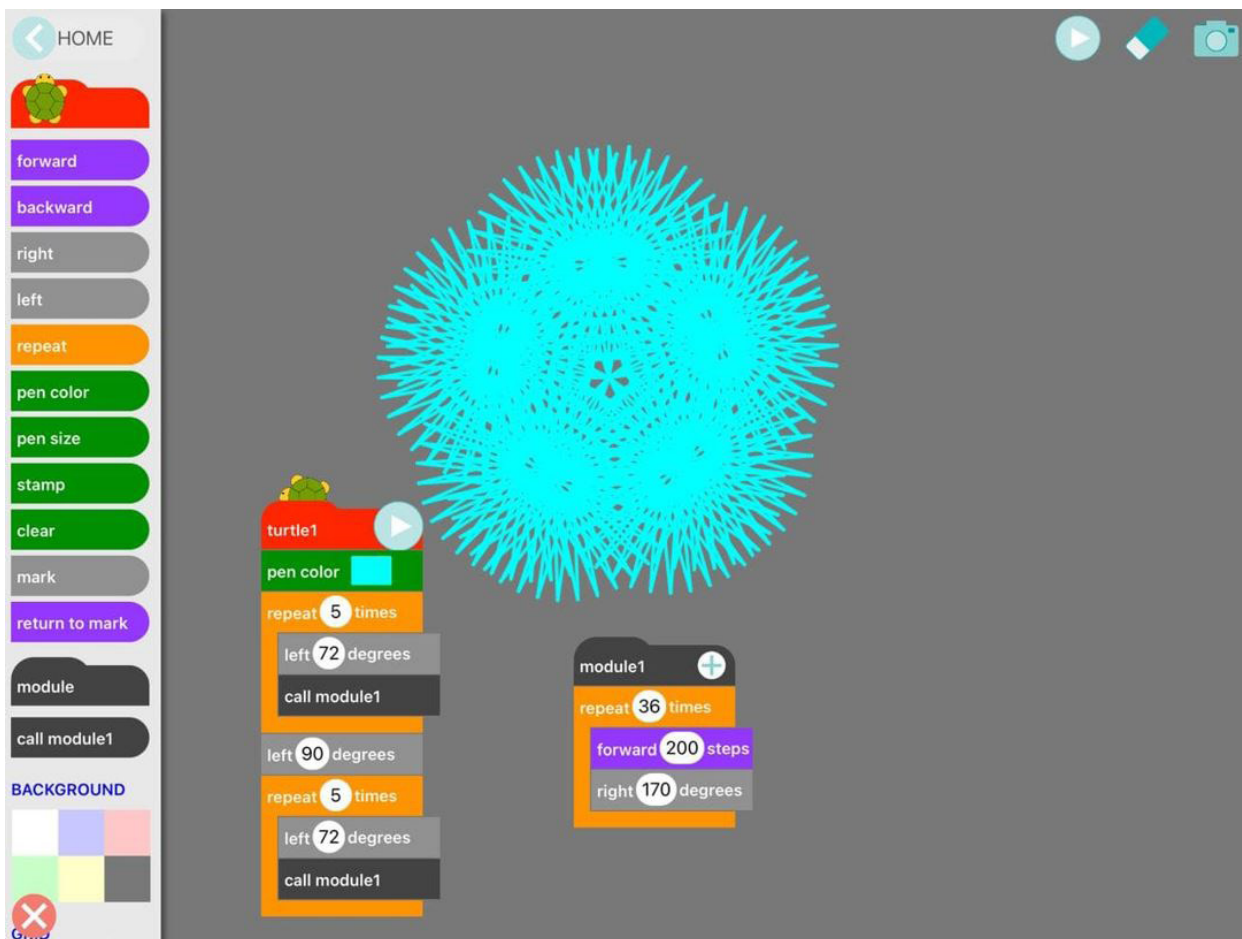 HOME
forward
backward
right
left
repeat
pen color
pen size
stamp
clear
mark
return to mark
module
call module1
BACKGROUND
GRID
turtle1
pen color
repeat 5 times
left 72 degrees
call module1
left 90 degrees
repeat 5 times
left 72 degrees
call module1
module1
repeat 36 times
forward 200 steps
right 170 degrees